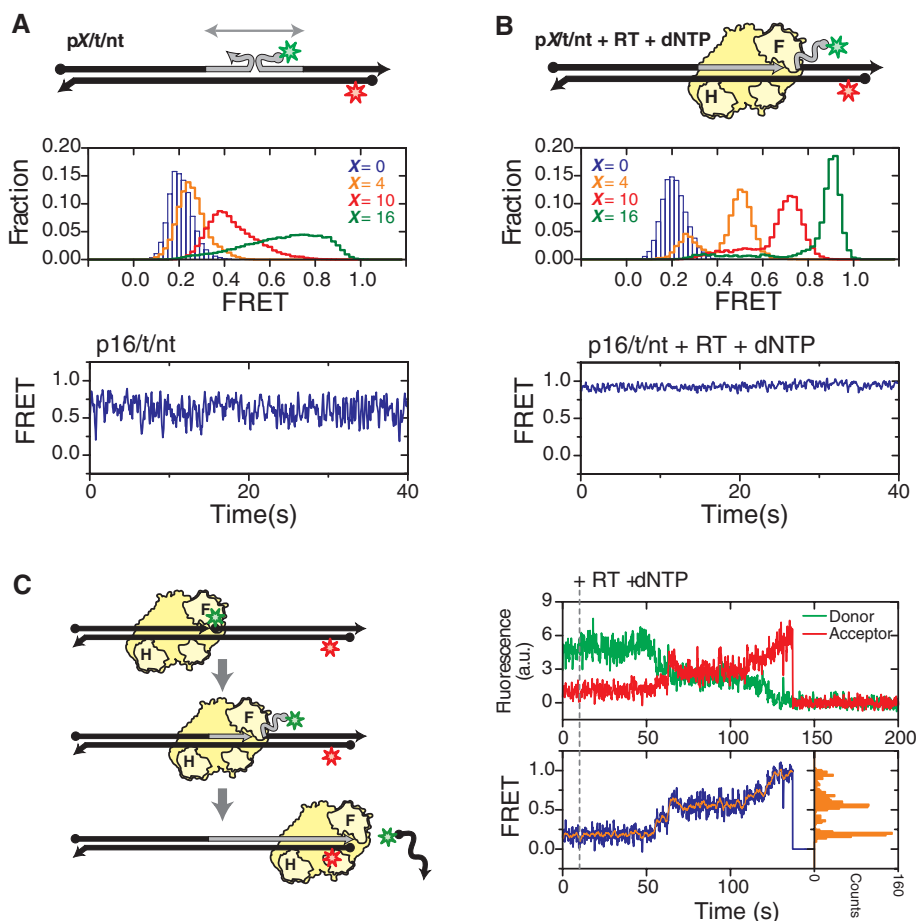 A
pX/t/nt
0.20
0.15
0.10
0.05
0.00
Fraction
X= 0
X= 4
X= 10
X= 16
0.0 0.2 0.4 0.6 0.8 1.0
FRET
p16/t/nt
1.0
0.5
0.0
FRET
0 20 40
Time(s)
B
pX/t/nt + RT + dNTP
F
H
0.20
0.15
0.10
0.05
0.00
Fraction
X= 0
X= 4
X= 10
X= 16
0.0 0.2 0.4 0.6 0.8 1.0
FRET
p16/t/nt + RT + dNTP
1.0
0.5
0.0
FRET
0 20 40
Time(s)
C
F
H
F
H
F
H
+ RT +dNTP
9
6
3
0
Fluorescence
(a.u.)
Donor
Acceptor
0 50 100 150 200
1.0
0.5
0.0
FRET
0 50 100
Time (s)
0 160
Counts